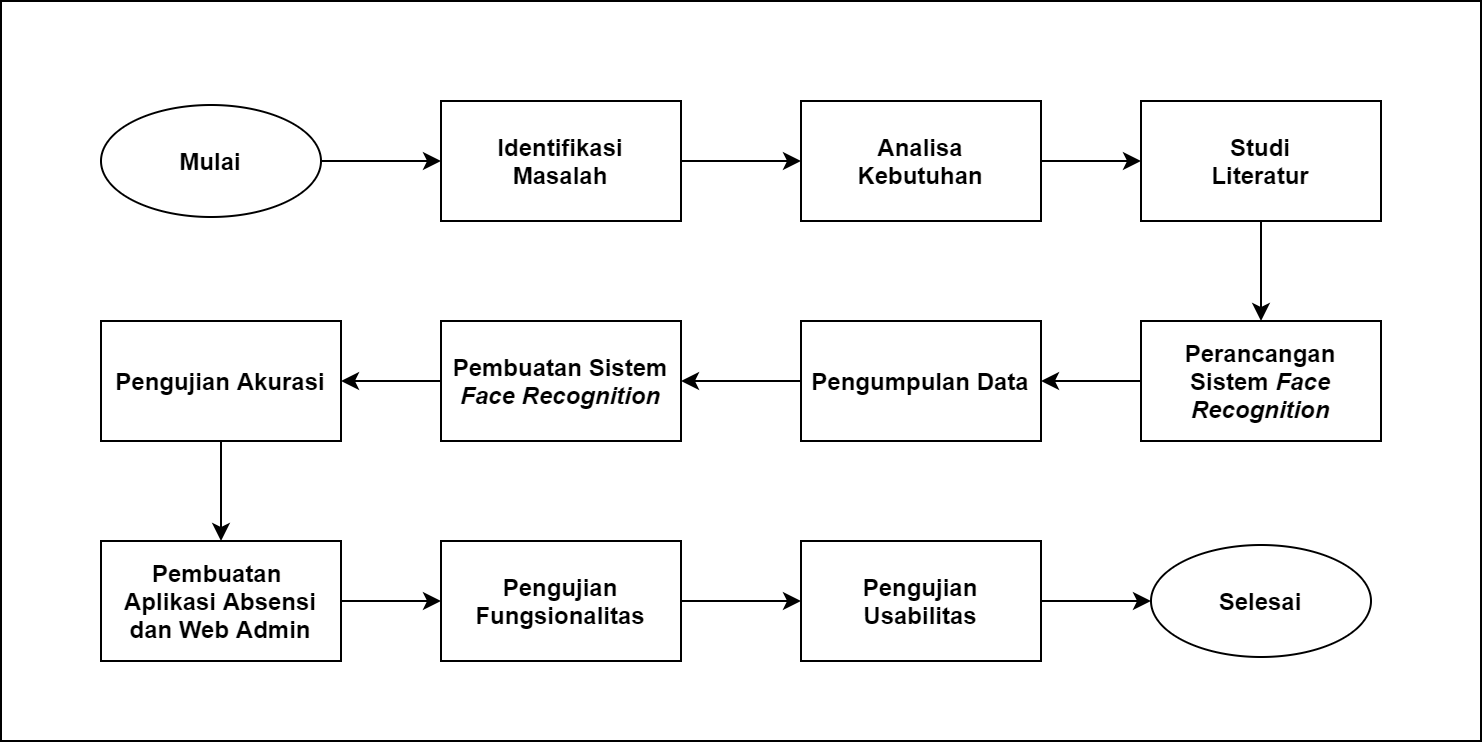 Mulai
Identifikasi
Masalah
Analisa
Kebutuhan
Studi
Literatur
Perancangan
Sistem Face
Recognition
Pengumpulan Data
Pembuatan Sistem
Face Recognition
Pengujian Akurasi
Pembuatan
Aplikasi Absensi
dan Web Admin
Pengujian
Fungsionalitas
Pengujian
Usabilitas
Selesai